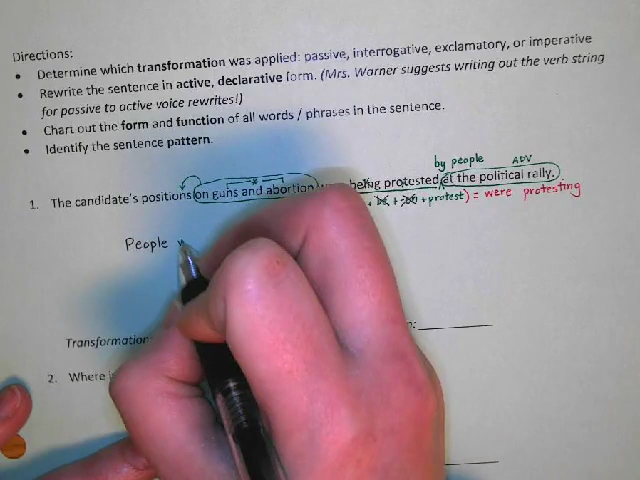 Directions:
• Determine which transformation was applied: passive, interrogative, exclamatory, or imperative
• Rewrite the sentence in active, declarative form. (Mrs. Warner suggests writing out the verb string
for passive to active voice rewrites!)
• Chart out the form and function of all words / phrases in the sentence.
• Identify the sentence pattern.
by people ADV
1. The candidate's positions on guns and abortion being protested at the political rally.
+ be + ing + protest) = were protesting
People
Transformation
2. Where